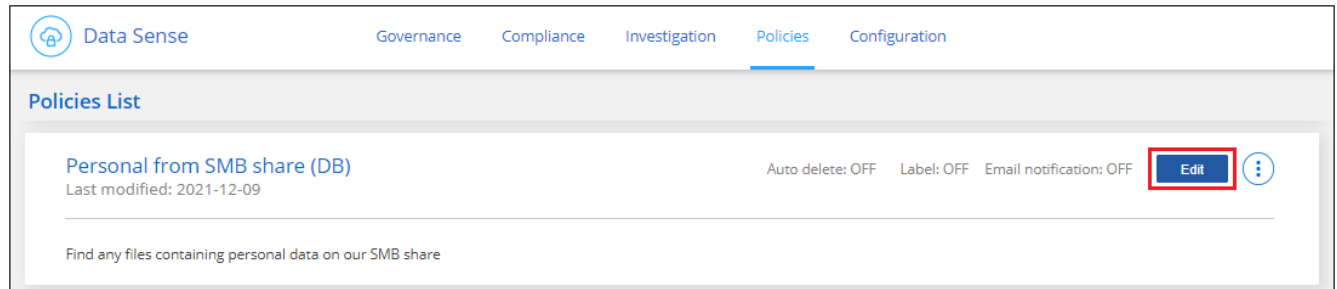 Data Sense Governance Compliance Investigation Policies Configuration
Policies List
Personal from SMB share (DB) Auto delete: OFF Label: OFF Email notification: OFF Edit
Last modified: 2021-12-09
Find any files containing personal data on our SMB share